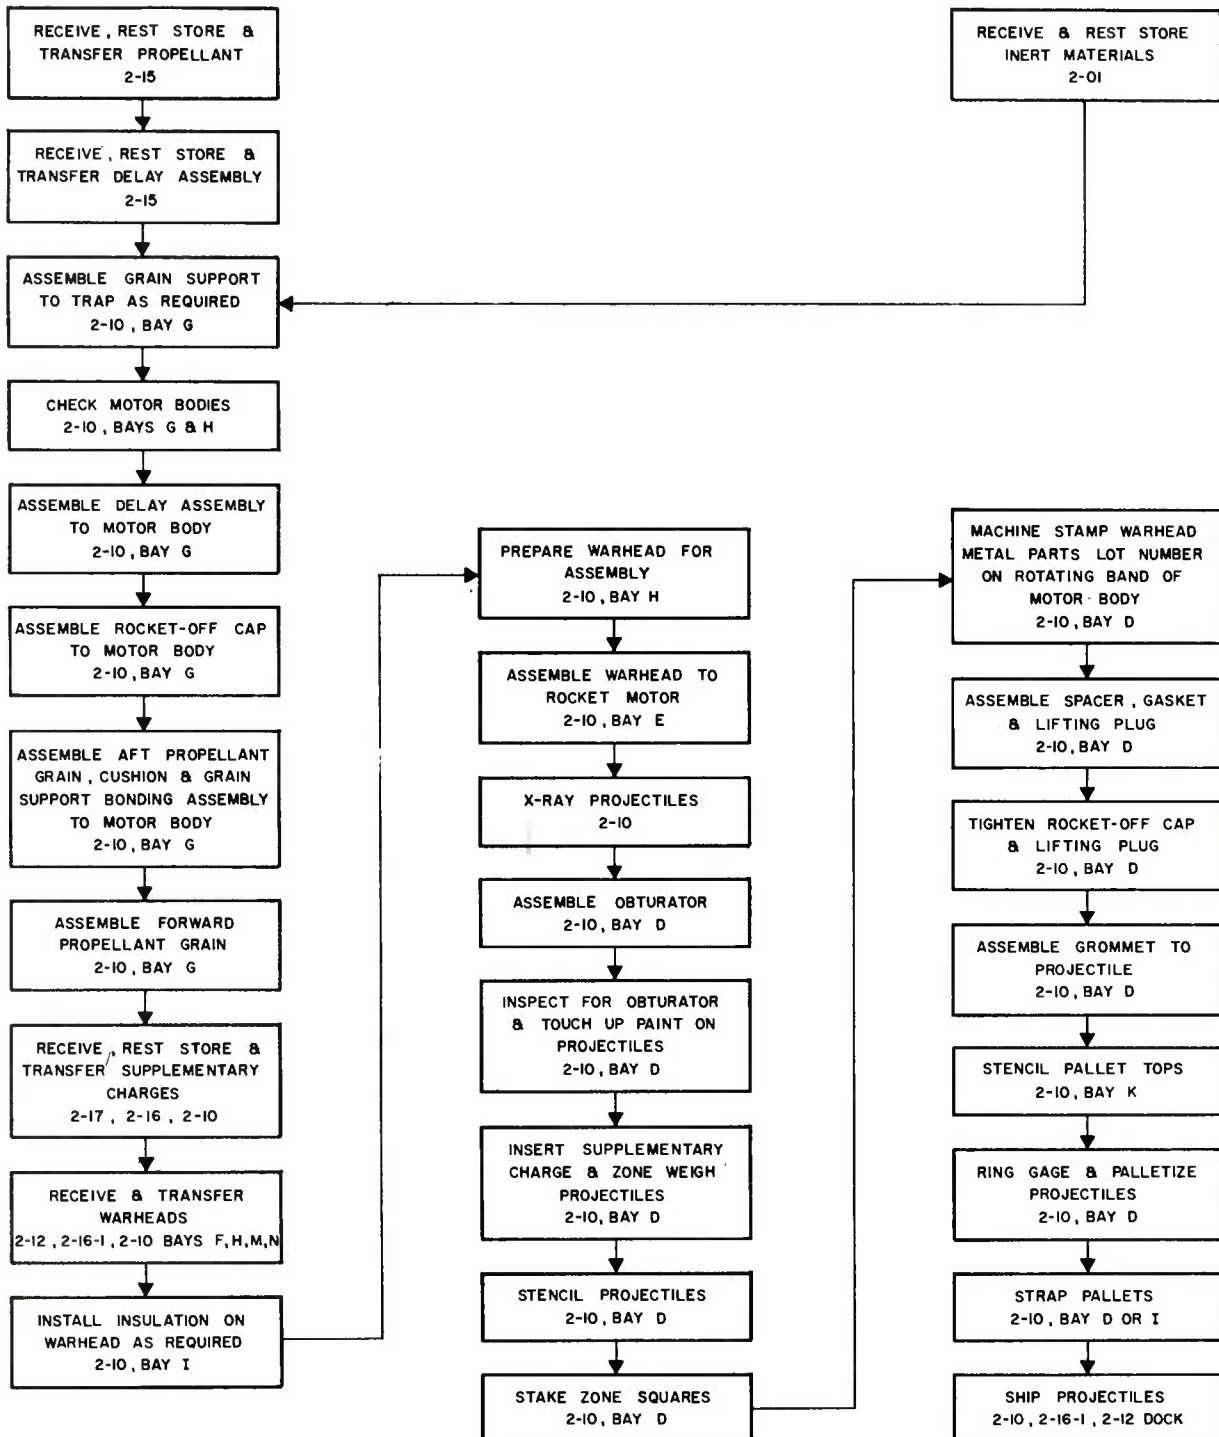 RECEIVE, REST STORE &
TRANSFER PROPELLANT
2-15
RECEIVE & REST STORE
INERT MATERIALS
2-01
RECEIVE, REST STORE &
TRANSFER DELAY ASSEMBLY
2-15
ASSEMBLE GRAIN SUPPORT
TO TRAP AS REQUIRED
2-10, BAY G
CHECK MOTOR BODIES
2-10, BAYS G & H
ASSEMBLE DELAY ASSEMBLY
TO MOTOR BODY
2-10, BAY G
ASSEMBLE ROCKET-OFF CAP
TO MOTOR BODY
2-10, BAY G
ASSEMBLE AFT PROPELLANT
GRAIN, CUSHION & GRAIN
SUPPORT BONDING ASSEMBLY
TO MOTOR BODY
2-10, BAY G
ASSEMBLE FORWARD
PROPELLANT GRAIN
2-10, BAY G
RECEIVE, REST STORE &
TRANSFER SUPPLEMENTARY
CHARGES
2-17, 2-16, 2-10
RECEIVE & TRANSFER
WARHEADS
2-12, 2-16-1, 2-10 BAYS F,H,M,N
INSTALL INSULATION ON
WARHEAD AS REQUIRED
2-10, BAY I
PREPARE WARHEAD FOR
ASSEMBLY
2-10, BAY H
ASSEMBLE WARHEAD TO
ROCKET MOTOR
2-10, BAY E
X-RAY PROJECTILES
2-10
ASSEMBLE OBTURATOR
2-10, BAY D
INSPECT FOR OBTURATOR
& TOUCH UP PAINT ON
PROJECTILES
2-10, BAY D
INSERT SUPPLEMENTARY
CHARGE & ZONE WEIGH
PROJECTILES
2-10, BAY D
STENCIL PROJECTILES
2-10, BAY D
STAKE ZONE SQUARES
2-10, BAY D
MACHINE STAMP WARHEAD
METAL PARTS LOT NUMBER
ON ROTATING BAND OF
MOTOR BODY
2-10, BAY D
ASSEMBLE SPACER, GASKET
& LIFTING PLUG
2-10, BAY D
TIGHTEN ROCKET-OFF CAP
& LIFTING PLUG
2-10, BAY D
ASSEMBLE GROMMET TO
PROJECTILE
2-10, BAY D
STENCIL PALLET TOPS
2-10, BAY K
RING GAGE & PALLETIZE
PROJECTILES
2-10, BAY D
STRAP PALLETS
2-10, BAY D OR I
SHIP PROJECTILES
2-10, 2-16-1, 2-12 DOCK